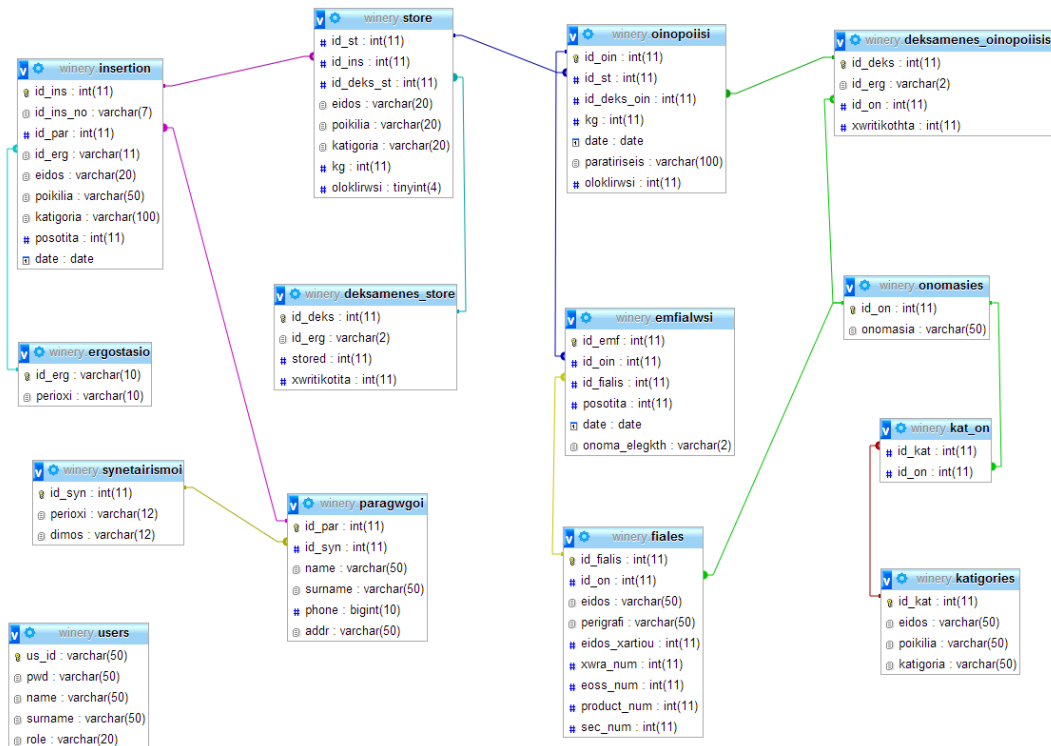 winery.insertion
id_ins : int(11)
id_ins_no : varchar(7)
id_par : int(11)
id_erg : varchar(11)
eidos : varchar(20)
poikilia : varchar(50)
katigoria : varchar(100)
posotita : int(11)
date : date
winery.ergostasio
id_erg : varchar(10)
perioxi : varchar(10)
winery.synetairismoi
id_syn : int(11)
perioxi : varchar(12)
dimos : varchar(12)
winery.users
us_id : varchar(50)
pwd : varchar(50)
name : varchar(50)
surname : varchar(50)
role : varchar(20)
winery.store
id_st : int(11)
id_ins : int(11)
id_deks_st : int(11)
eidos : varchar(20)
poikilia : varchar(20)
katigoria : varchar(20)
kg : int(11)
oloklirwsi : tinyint(4)
winery.deksamenes_store
id_deks : int(11)
id_erg : varchar(2)
stored : int(11)
xwritikotita : int(11)
winery.paragwgoi
id_par : int(11)
id_syn : int(11)
name : varchar(50)
surname : varchar(50)
phone : bigint(10)
addr : varchar(50)
winery.oinopoiisi
id_oin : int(11)
id_st : int(11)
id_deks_oin : int(11)
kg : int(11)
date : date
paratiriseis : varchar(100)
oloklirwsi : int(11)
winery.emfialwsi
id_emf : int(11)
id_oin : int(11)
id_fialis : int(11)
posotita : int(11)
date : date
onoma_elegkth : varchar(2)
winery.fiales
id_fialis : int(11)
id_on : int(11)
eidos : varchar(50)
perigrafi : varchar(50)
eidos_xartiou : int(11)
xwra_num : int(11)
eoss_num : int(11)
product_num : int(11)
sec_num : int(11)
winery.deksamenes_oinopoiisis
id_deks : int(11)
id_erg : varchar(2)
id_on : int(11)
xwritikothta : int(11)
winery.onomasies
id_on : int(11)
onomasia : varchar(50)
winery.kat_on
id_kat : int(11)
id_on : int(11)
winery.katigories
id_kat : int(11)
eidos : varchar(50)
poikilia : varchar(50)
katigoria : varchar(50)